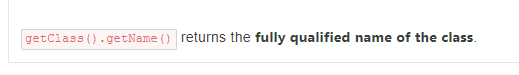 getClass().getName() returns the fully qualified name of the class.